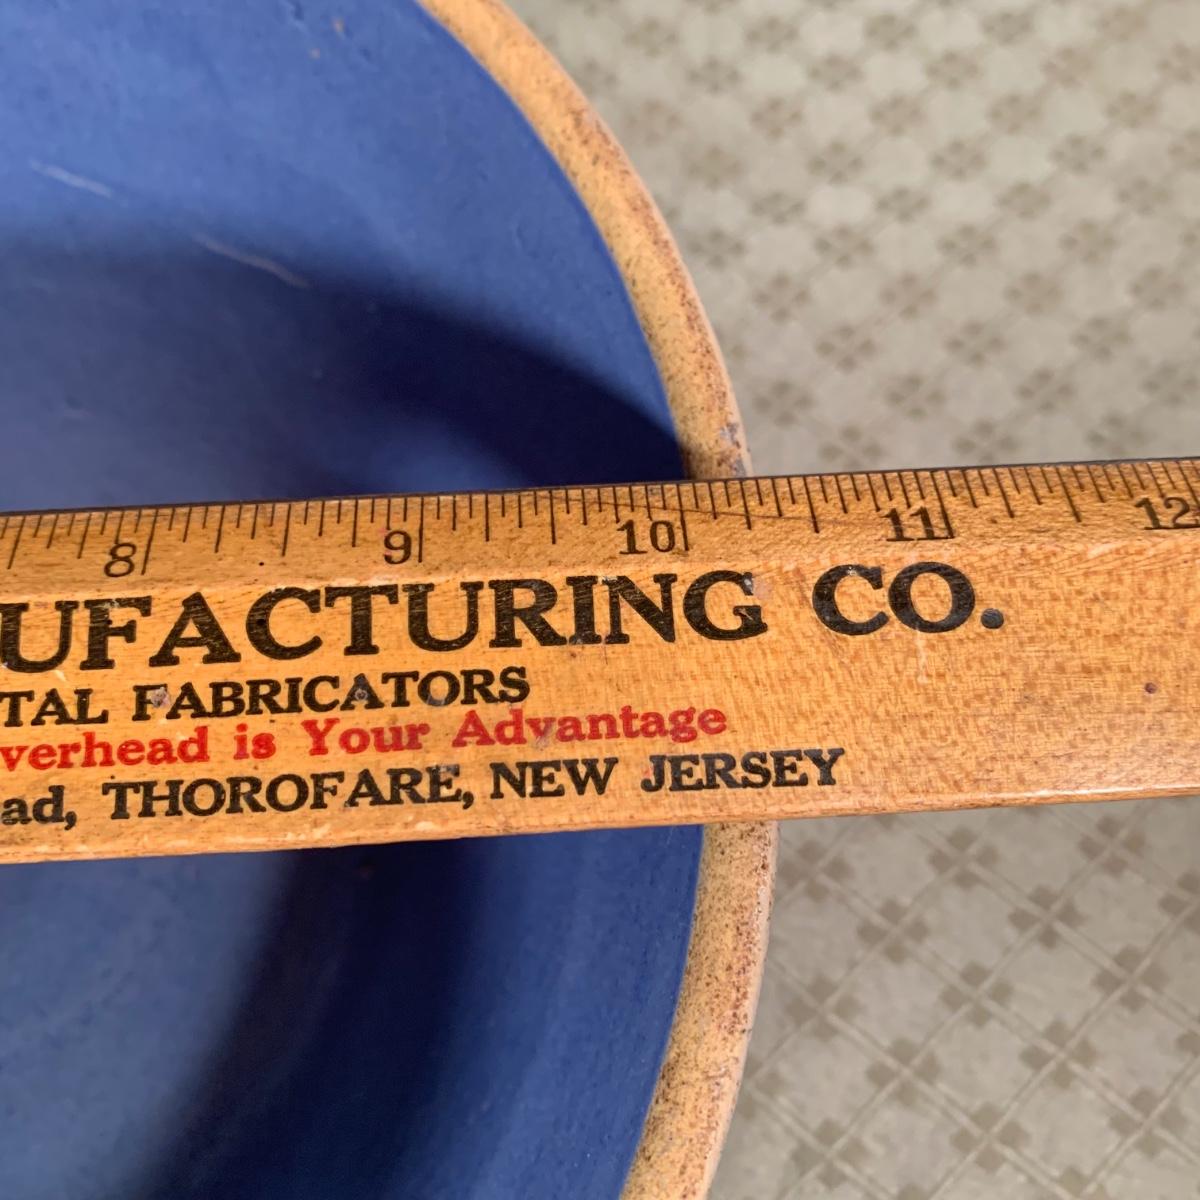 8 9 10 11 12
UFACTURING CO.
TAL FABRICATORS
verhead is Your Advantage
ad, THOROFARE, NEW JERSEY